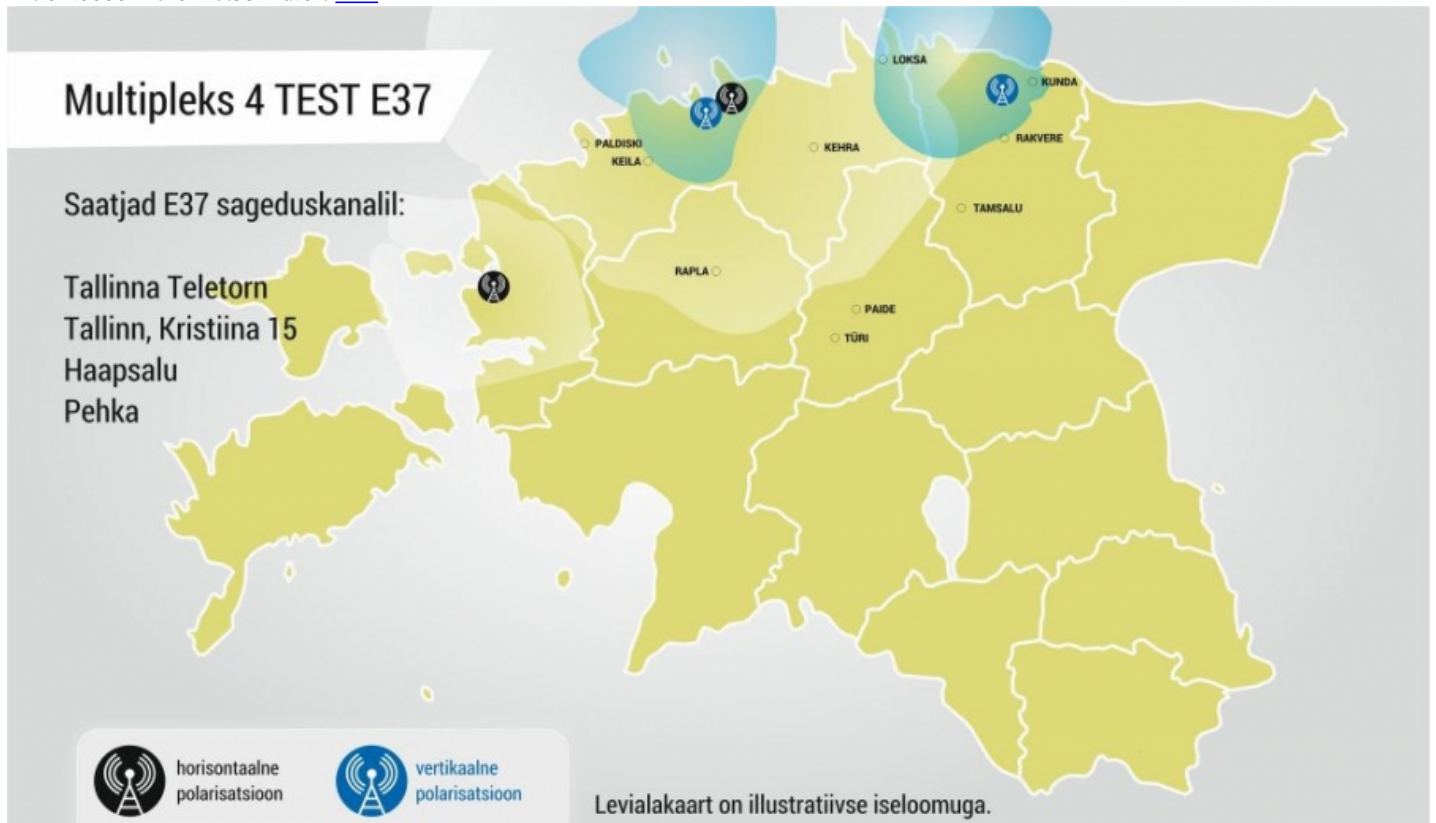 Multipleks 4 TEST E37
Saatjad E37 sageduskanalil:
Tallinna Teletorn
Tallinn, Kristiina 15
Haapsalu
Pehka
LOKSA
KUNDA
RAKVERE
PALDISKI
KEILA
KEHRA
TAMSALU
RAPLA
PAIDE
TÜRI
horisontaalne
polarisatsioon
vertikaalne
polarisatsioon
Levialakaart on illustratiivse iseloomuga.